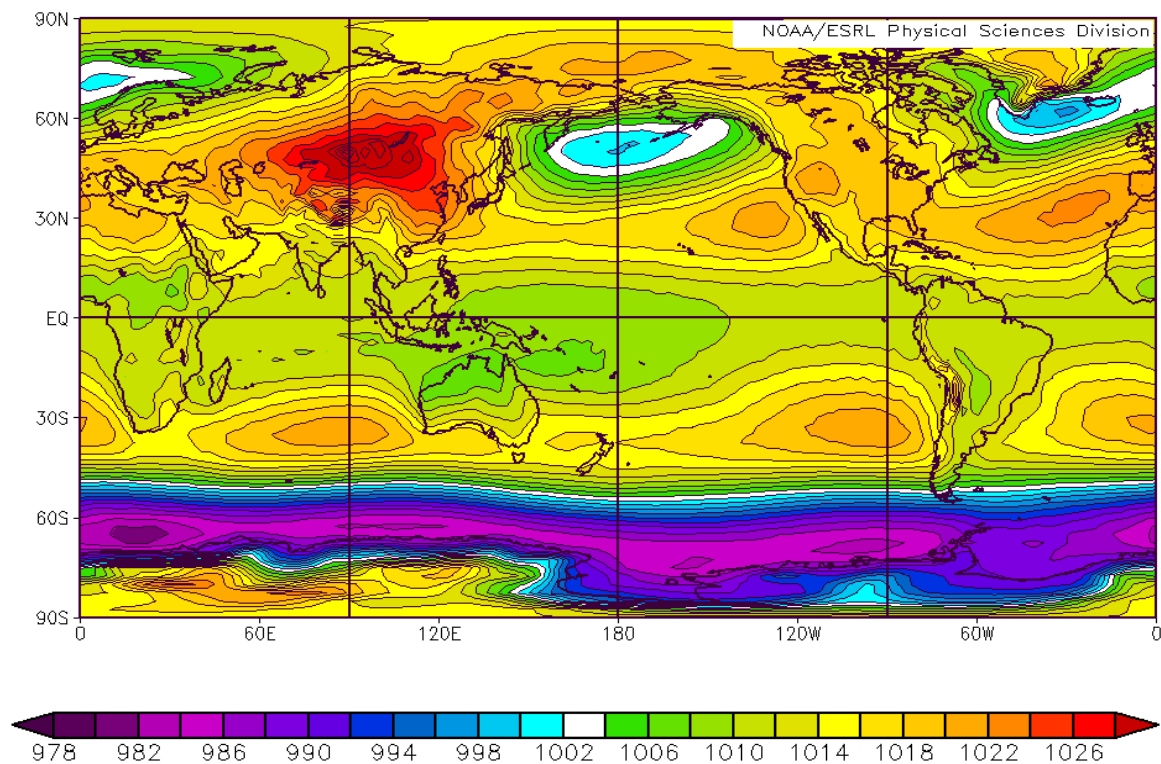 90N
NOAA/ESRL Physical Sciences Division
60N
30N
EQ
30S
60S
90S
0 60E 120E 180 120W 60W 0
978 982 986 990 994 998 1002 1006 1010 1014 1018 1022 1026